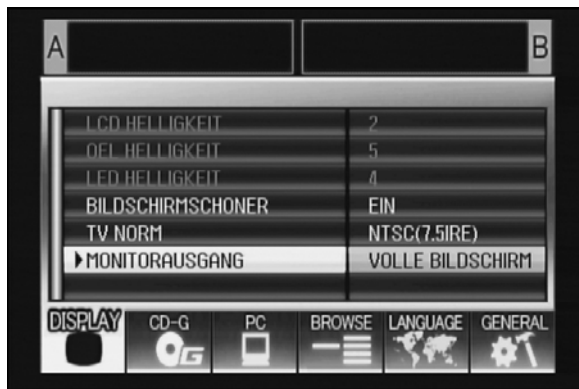 A B
LCD HELLIGKEIT 2
OEL HELLIGKEIT 5
LED HELLIGKEIT 4
BILDSCHIRMSCHONER EIN
TV NORM NTSC(7.5IRE)
MONITORAUSGANG VOLLE BILDSCHIRM
DISPLAY CD-G PC BROWSE LANGUAGE GENERAL